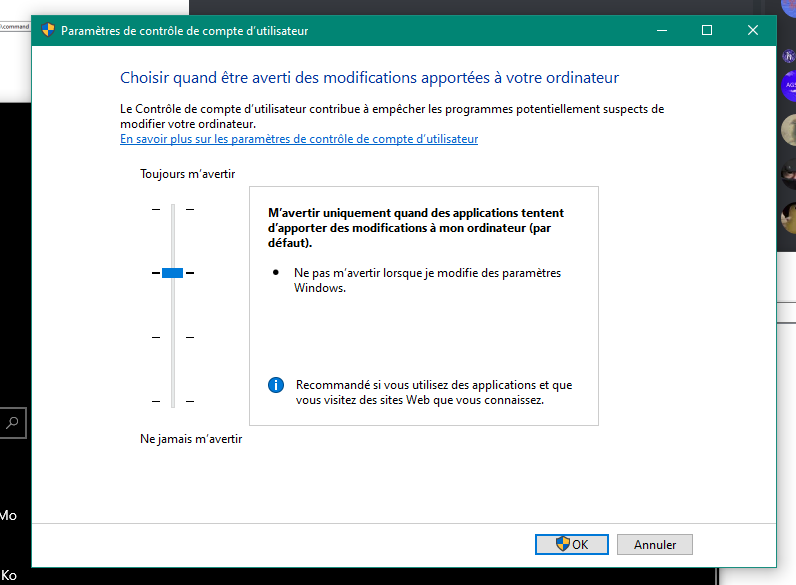 \command
Paramètres de contrôle de compte d'utilisateur
Choisir quand être averti des modifications apportées à votre ordinateur
Le Contrôle de compte d'utilisateur contribue à empêcher les programmes potentiellement suspects de
modifier votre ordinateur.
En savoir plus sur les paramètres de contrôle de compte d'utilisateur
Toujours m'avertir
M'avertir uniquement quand des applications tentent
d'apporter des modifications à mon ordinateur (par
défaut).
Ne pas m'avertir lorsque je modifie des paramètres
Windows.
Recommandé si vous utilisez des applications et que
vous visitez des sites Web que vous connaissez.
Ne jamais m'avertir
Mo
Ko
OK
Annuler